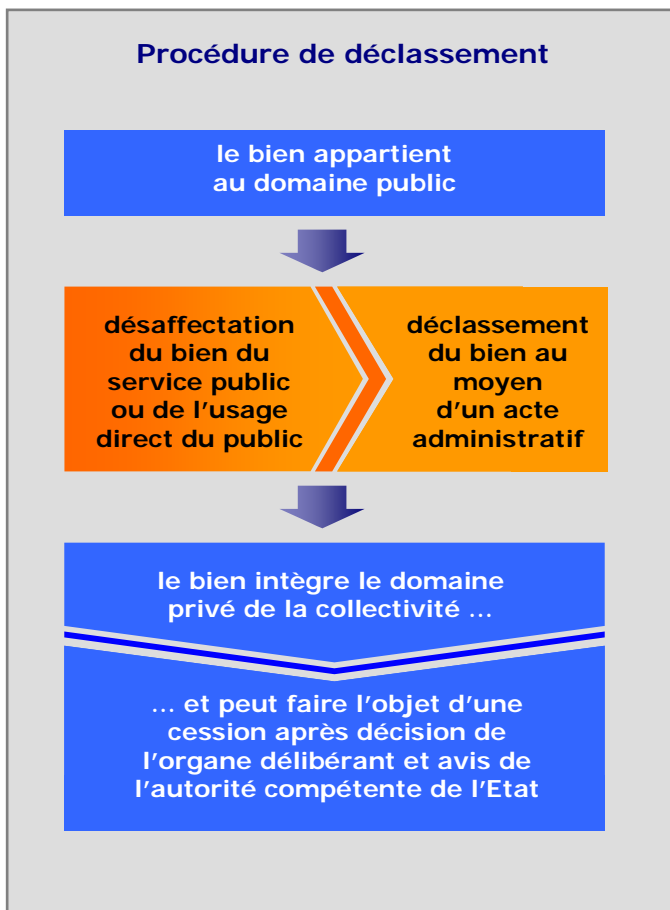 Procédure de déclassement
le bien appartient
au domaine public
désaffectation
du bien du
service public
ou de l'usage
direct du public
déclassement
du bien au
moyen
d'un acte
administratif
le bien intègre le domaine
privé de la collectivité ...
... et peut faire l'objet d'une
cession après décision de
l'organe délibérant et avis de
l'autorité compétente de l'Etat